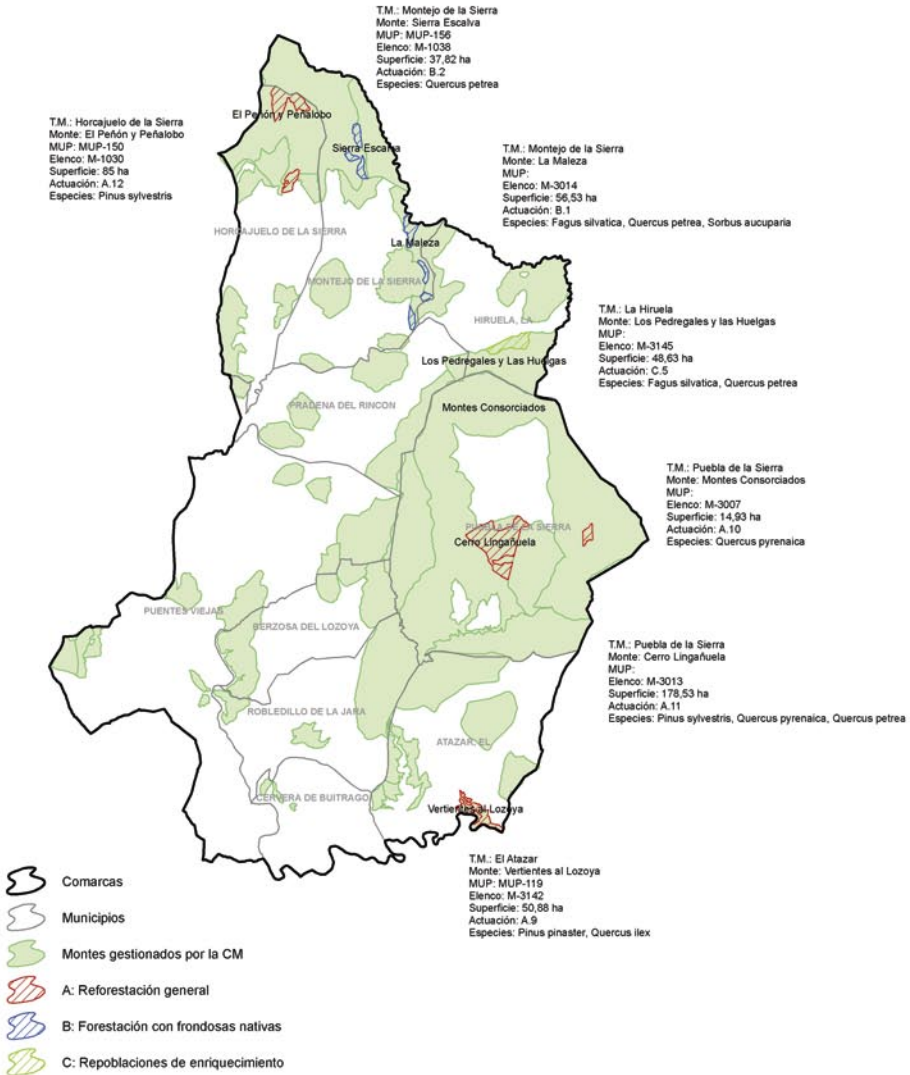 T.M.: Montejo de la Sierra
Monte: Sierra Escalva
MUP: MUP-156
Elenco: M-1038
Superficie: 37,82 ha
Actuación: B.2
Especies: Quercus petrea
T.M.: Horcajuelo de la Sierra
Monte: El Peñón y Peñalobo
MUP: MUP-150
Elenco: M-1030
Superficie: 85 ha
Actuación: A.12
Especies: Pinus sylvestris
El Peñón y Peñalobo
Sierra Escalva
T.M.: Montejo de la Sierra
Monte: La Maleza
MUP:
Elenco: M-3014
Superficie: 56,53 ha
Actuación: B.1
Especies: Fagus silvatica, Quercus petrea, Sorbus aucuparia
HORCAJUELO DE LA SIERRA
La Maleza
MONTEJO DE LA SIERRA
HIRUELA, LA
T.M.: La Hiruela
Monte: Los Pedregales y las Huelgas
MUP:
Elenco: M-3145
Superficie: 48,63 ha
Actuación: C.5
Especies: Fagus silvatica, Quercus petrea
Los Pedregales y Las Huelgas
PRADENA DEL RINCON
Montes Consorciados
T.M.: Puebla de la Sierra
Monte: Montes Consorciados
MUP:
Elenco: M-3007
Superficie: 14,93 ha
Actuación: A.10
Especies: Quercus pyrenaica
PUEBLA DE LA SIERRA
Cerro Lingañuela
PUENTES VIEJAS
BERZOSA DEL LOZOYA
T.M.: Puebla de la Sierra
Monte: Cerro Lingañuela
MUP:
Elenco: M-3013
Superficie: 178,53 ha
Actuación: A.11
Especies: Pinus sylvestris, Quercus pyrenaica, Quercus petrea
ROBLEDILLO DE LA JARA
ATAZAR, EL
CERVERA DE BUITRAGO
Vertientes al Lozoya
T.M.: El Atazar
Monte: Vertientes al Lozoya
MUP: MUP-119
Elenco: M-3142
Superficie: 50,88 ha
Actuación: A.9
Especies: Pinus pinaster, Quercus ilex
Comarcas
Municipios
Montes gestionados por la CM
A: Reforestación general
B: Forestación con frondosas nativas
C: Repoblaciones de enriquecimiento